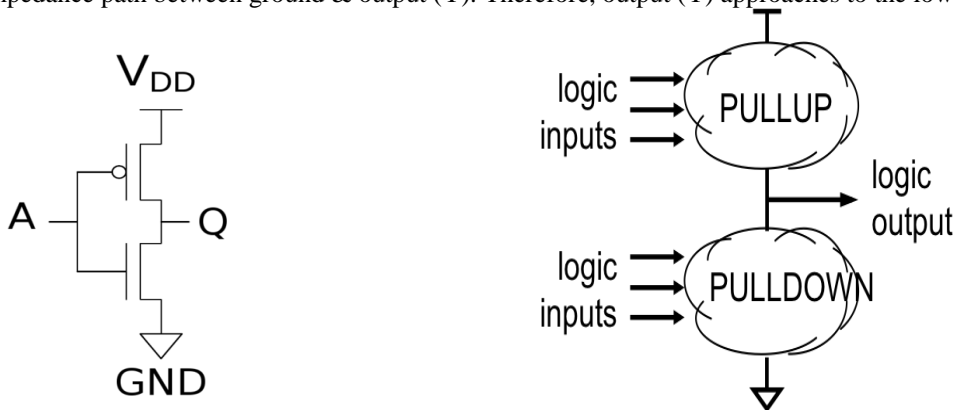 impedance path between ground & output (Y). Therefore, output (Y) approaches to the low
VDD
A
Q
GND
logic
inputs
PULLUP
logic
output
logic
inputs
PULLDOWN